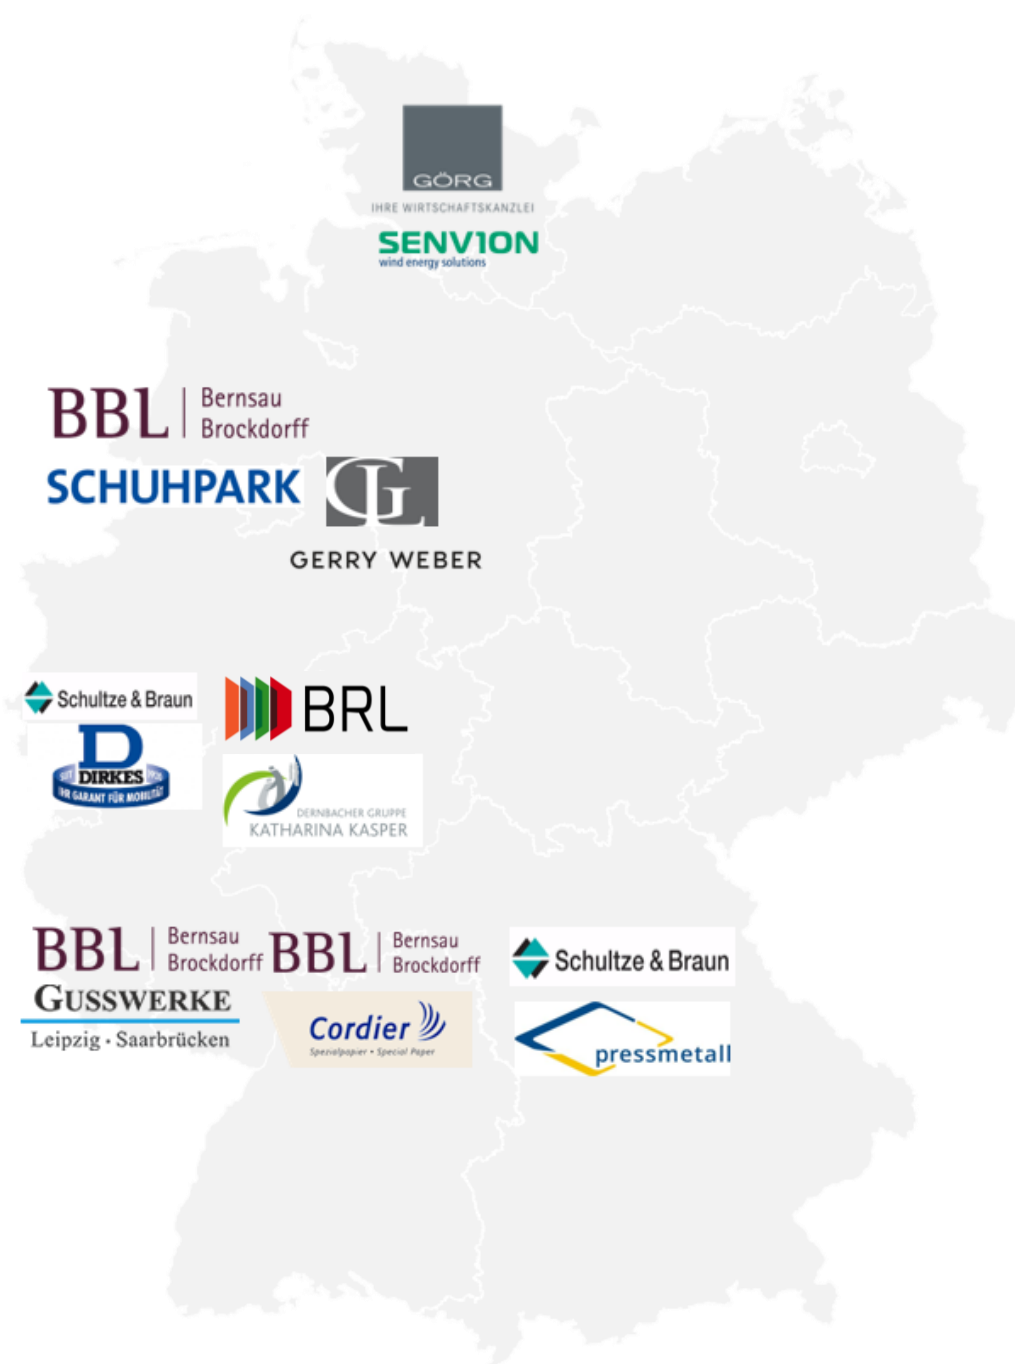 GÖRG
IHRE WIRTSCHAFTSKANZLEI
SENVION
wind energy solutions
BBL Bernsau
Brockdorff
SCHUHPARK
GL
GERRY WEBER
Schultze & Braun
D
DIRKES
IHR GARANT FÜR MOBILITÄT
BRL
DERNBACHER GRUPPE
KATHARINA KASPER
BBL Bernsau
Brockdorff
GUSSWERKE
Leipzig • Saarbrücken
BBL Bernsau
Brockdorff
Cordier
Spezialpapier • Special Paper
Schultze & Braun
pressmetall